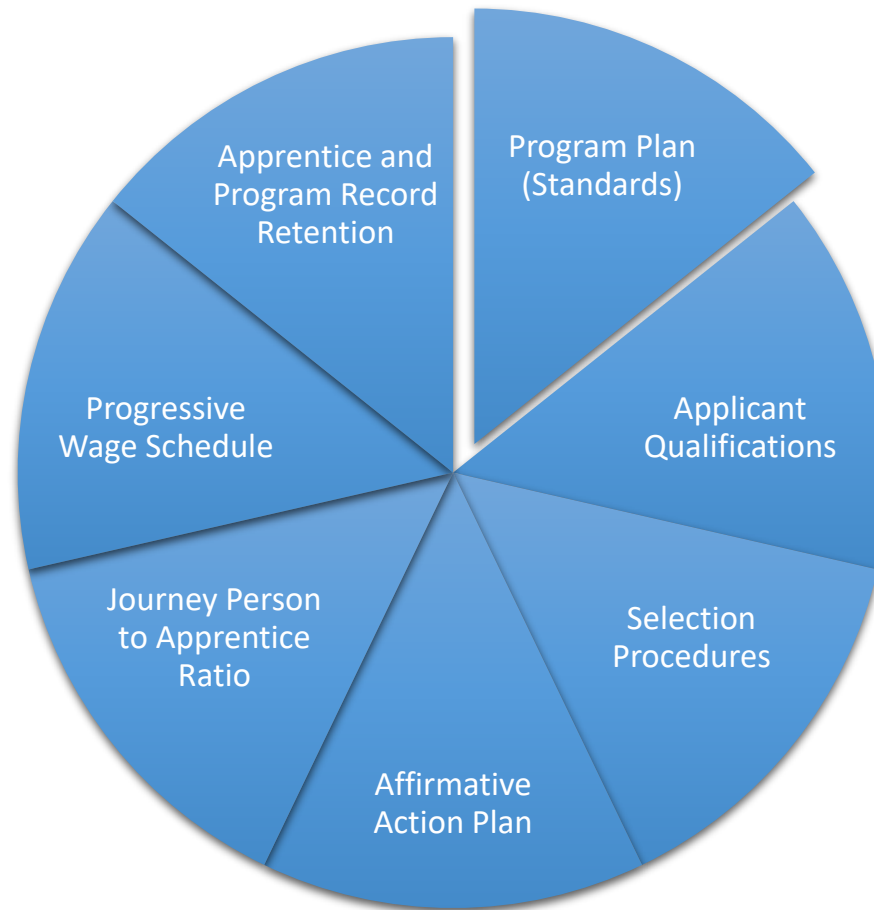 Program Plan
(Standards)
Applicant
Qualifications
Selection
Procedures
Affirmative
Action Plan
Journey Person
to Apprentice
Ratio
Progressive
Wage Schedule
Apprentice and
Program Record
Retention